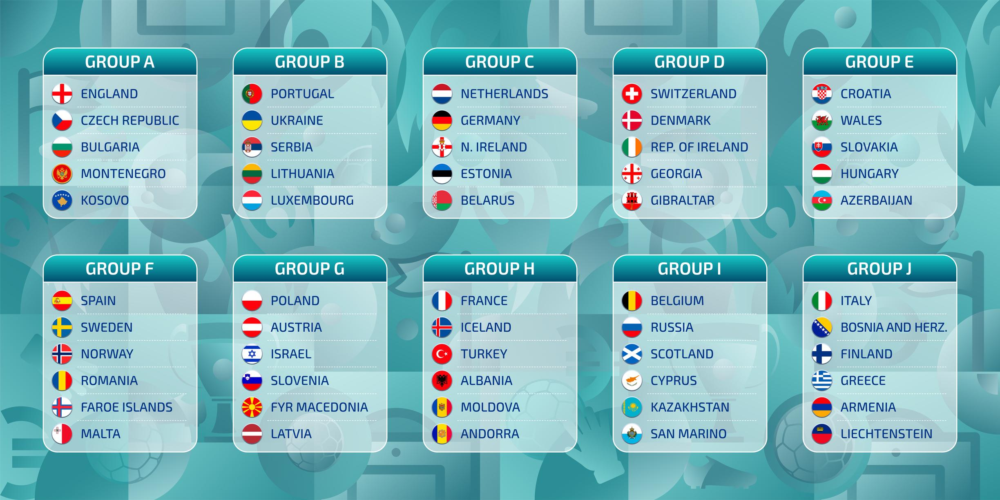 GROUP A
ENGLAND
CZECH REPUBLIC
BULGARIA
MONTENEGRO
KOSOVO
GROUP B
PORTUGAL
UKRAINE
SERBIA
LITHUANIA
LUXEMBOURG
GROUP C
NETHERLANDS
GERMANY
N. IRELAND
ESTONIA
BELARUS
GROUP D
SWITZERLAND
DENMARK
REP. OF IRELAND
GEORGIA
GIBRALTAR
GROUP E
CROATIA
WALES
SLOVAKIA
HUNGARY
AZERBAIJAN
GROUP F
SPAIN
SWEDEN
NORWAY
ROMANIA
FAROE ISLANDS
MALTA
GROUP G
POLAND
AUSTRIA
ISRAEL
SLOVENIA
FYR MACEDONIA
LATVIA
GROUP H
FRANCE
ICELAND
TURKEY
ALBANIA
MOLDOVA
ANDORRA
GROUP I
BELGIUM
RUSSIA
SCOTLAND
CYPRUS
KAZAKHSTAN
SAN MARINO
GROUP J
ITALY
BOSNIA AND HERZ.
FINLAND
GREECE
ARMENIA
LIECHTENSTEIN